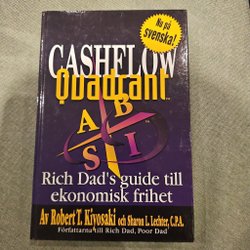 Nu på
svenska!
CASHFLOW
Quadrant™
B
A
I
S
Rich Dad's guide till
ekonomisk frihet
Av Robert T. Kiyosaki och Sharon L. Lechter, C.P.A.
Författarna till Rich Dad, Poor Dad